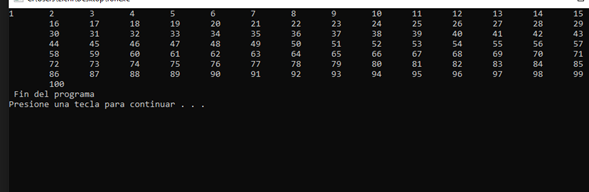 1 2 3 4 5 6 7 8 9 10 11 12 13 14 15
16 17 18 19 20 21 22 23 24 25 26 27 28 29
30 31 32 33 34 35 36 37 38 39 40 41 42 43
44 45 46 47 48 49 50 51 52 53 54 55 56 57
58 59 60 61 62 63 64 65 66 67 68 69 70 71
72 73 74 75 76 77 78 79 80 81 82 83 84 85
86 87 88 89 90 91 92 93 94 95 96 97 98 99
100
Fin del programa
Presione una tecla para continuar . . .